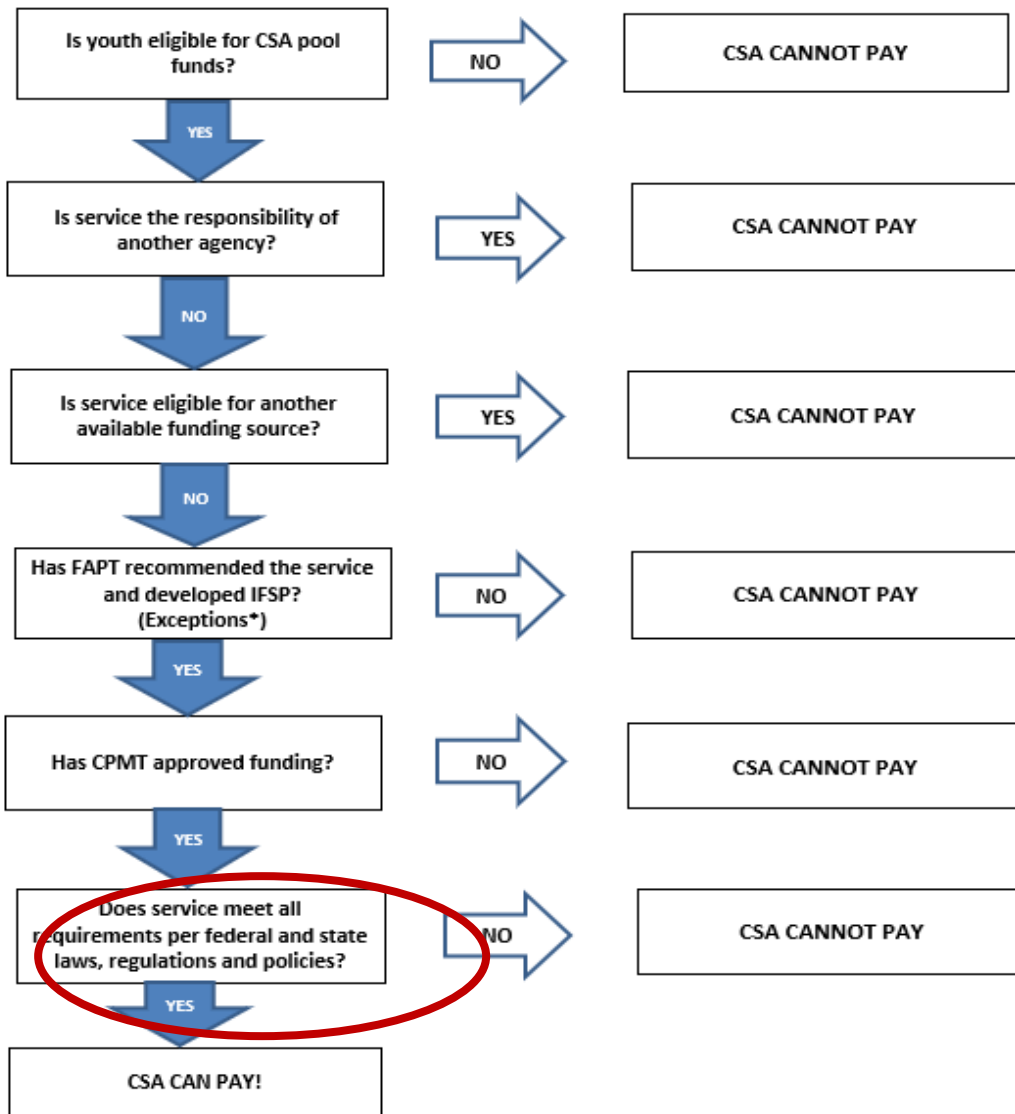 Is youth eligible for CSA pool
funds?
NO
CSA CANNOT PAY
YES
Is service the responsibility of
another agency?
YES
CSA CANNOT PAY
NO
Is service eligible for another
available funding source?
YES
CSA CANNOT PAY
NO
Has FAPT recommended the service
and developed IFSP?
(Exceptions*)
NO
CSA CANNOT PAY
YES
Has CPMT approved funding?
NO
CSA CANNOT PAY
YES
Does service meet all
requirements per federal and state
laws, regulations and policies?
NO
CSA CANNOT PAY
YES
CSA CAN PAY!